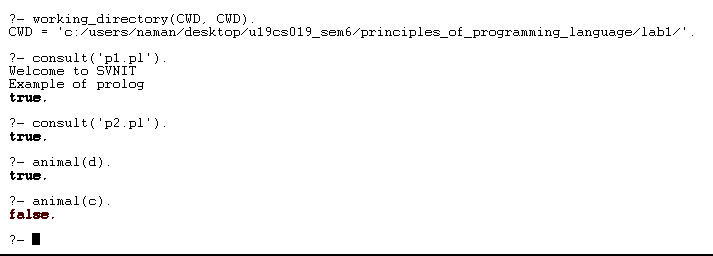 ?- working_directory(CWD, CWD).
CWD = 'c:/users/naman/desktop/u19cs019_sem6/principles_of_programming_language/lab1/'.
?- consult('p1.pl').
Welcome to SVNIT
Example of prolog
true.
?- consult('p2.pl').
true.
?- animal(d).
true.
?- animal(c).
false.
?-